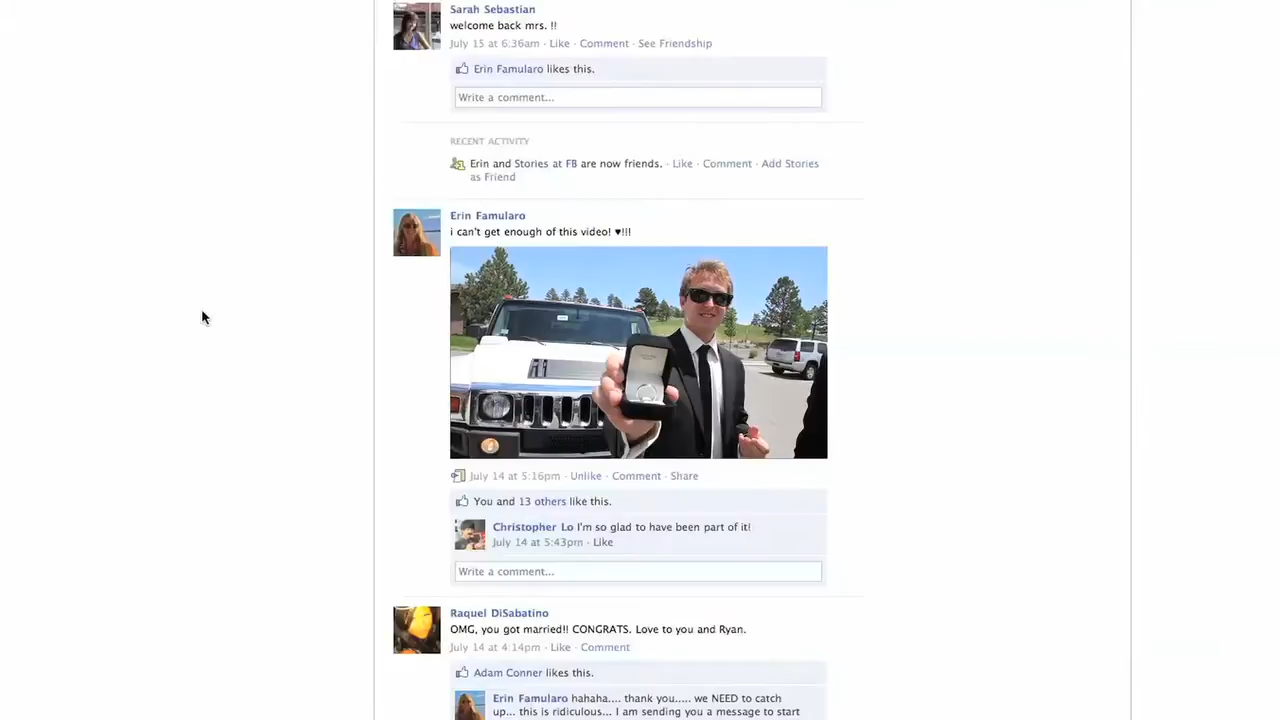 Sarah Sebastian
welcome back mrs. !!
July 15 at 6:36am · Like · Comment · See Friendship
Erin Famularo likes this.
Write a comment...
RECENT ACTIVITY
Erin and Stories at FB are now friends. · Like · Comment · Add Stories
as Friend
Erin Famularo
i can't get enough of this video! ♥!!!
July 14 at 5:16pm · Unlike · Comment · Share
You and 13 others like this.
Christopher Lo I'm so glad to have been part of it!
July 14 at 5:43pm · Like
Write a comment...
Raquel DiSabatino
OMG, you got married!! CONGRATS. Love to you and Ryan.
July 14 at 4:14pm · Like · Comment
Adam Conner likes this.
Erin Famularo hahaha.... thank you..... we NEED to catch
up... this is ridiculous... I am sending you a message to start